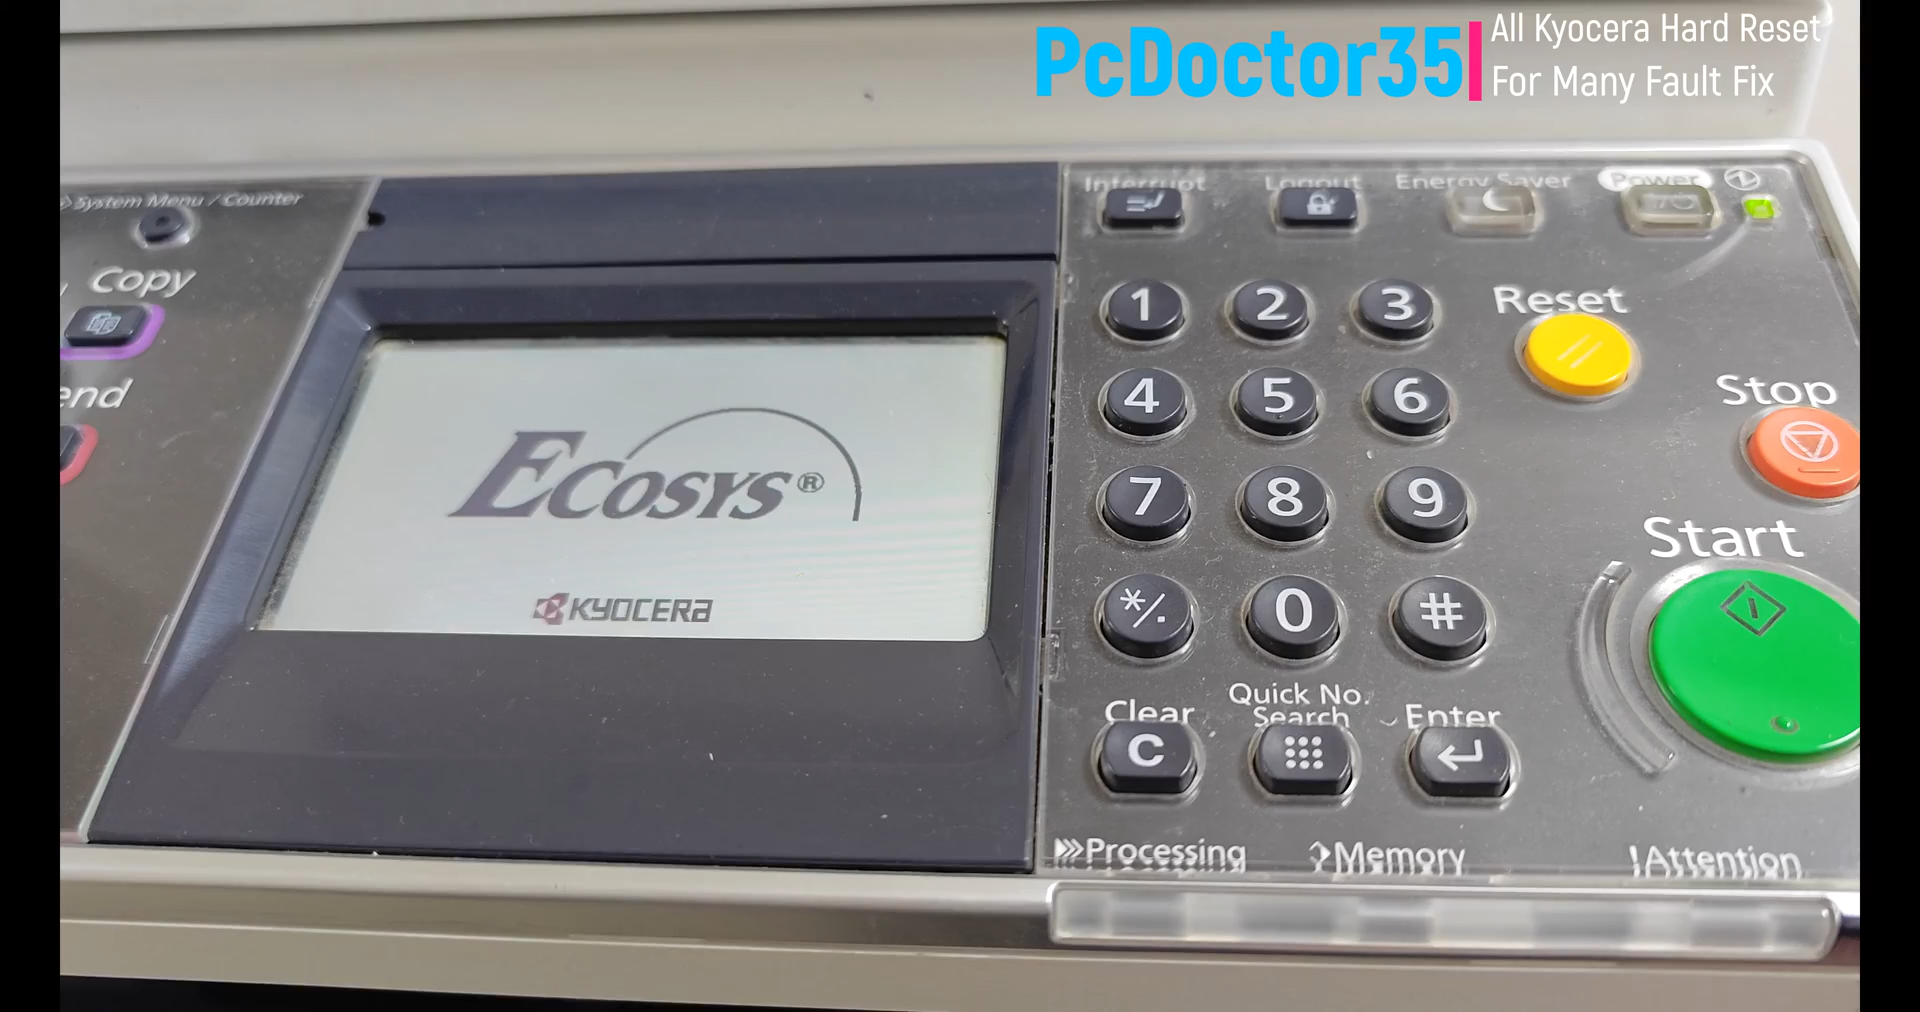 PcDoctor35
All Kyocera Hard Reset
For Many Fault Fix
System Menu / Counter
Interrupt
Logout
Energy Saver
Power
Copy
end
Ecosys®
KYOCERA
1
2
3
Reset
4
5
6
Stop
7
8
9
Start
*/.
0
#
Clear
Quick No.
Search
Enter
C
Processing
Memory
!Attention